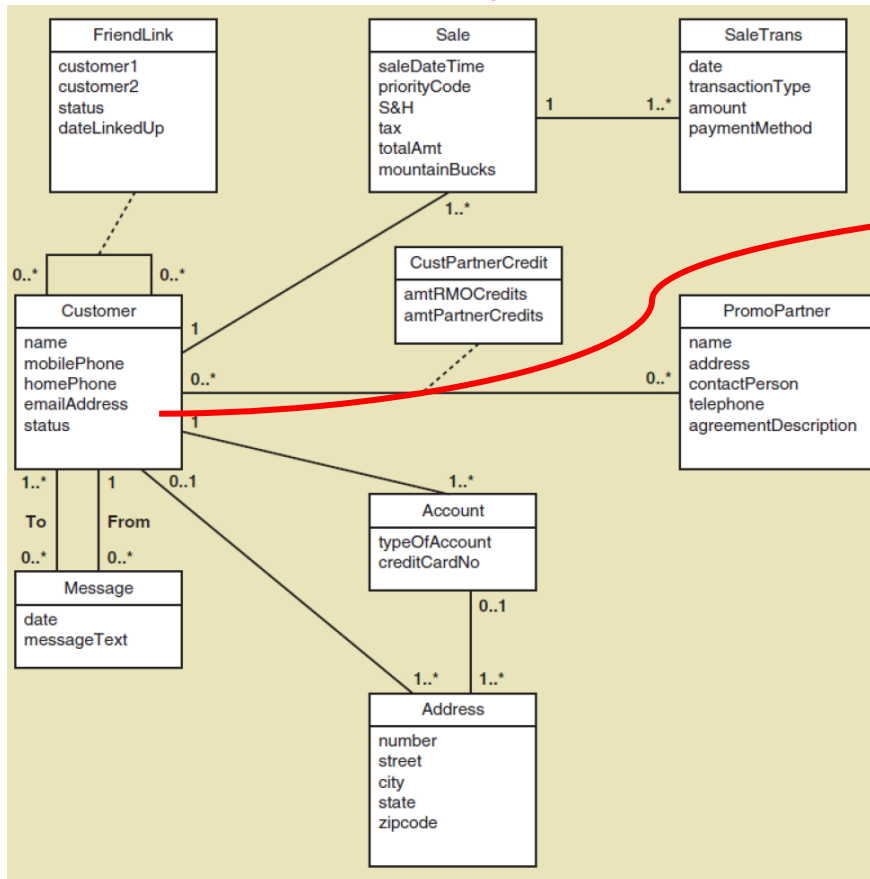 FriendLink
customer1
customer2
status
dateLinkedUp
Sale
saleDateTime
priorityCode
S&H
tax
totalAmt
mountainBucks
SaleTrans
date
transactionType
amount
paymentMethod
1
1..*
1..*
0..*
0..*
CustPartnerCredit
amtRMOCredits
amtPartnerCredits
Customer
name
mobilePhone
homePhone
emailAddress
status
1
0..*
0..*
1
PromoPartner
name
address
contactPerson
telephone
agreementDescription
1..*
1
0..1
To
From
0..*
0..*
1..*
Account
typeOfAccount
creditCardNo
0..1
Message
date
messageText
1..*
1..*
Address
number
street
city
state
zipcode